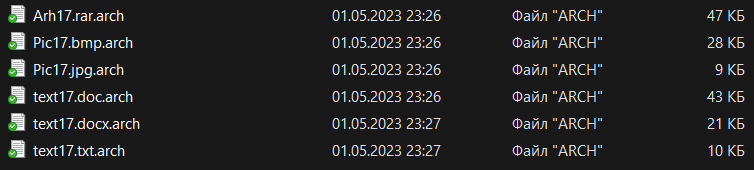 Arh17.rar.arch 01.05.2023 23:26 Файл "ARCH" 47 КБ
Pic17.bmp.arch 01.05.2023 23:26 Файл "ARCH" 28 КБ
Pic17.jpg.arch 01.05.2023 23:26 Файл "ARCH" 9 КБ
text17.doc.arch 01.05.2023 23:26 Файл "ARCH" 43 КБ
text17.docx.arch 01.05.2023 23:27 Файл "ARCH" 21 КБ
text17.txt.arch 01.05.2023 23:27 Файл "ARCH" 10 КБ